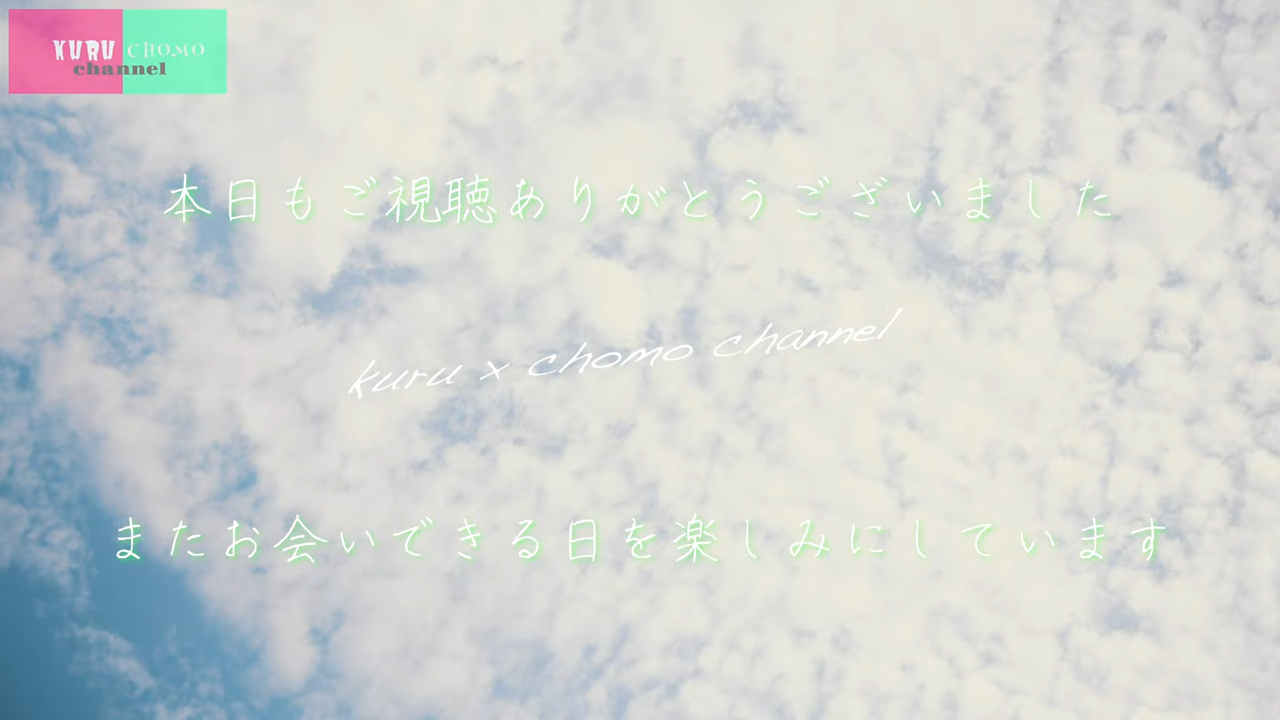 KURU CHOMO
channel
本日もご視聴ありがとうございました
kuru x chomo channel
またお会いできる日を楽しみにしています